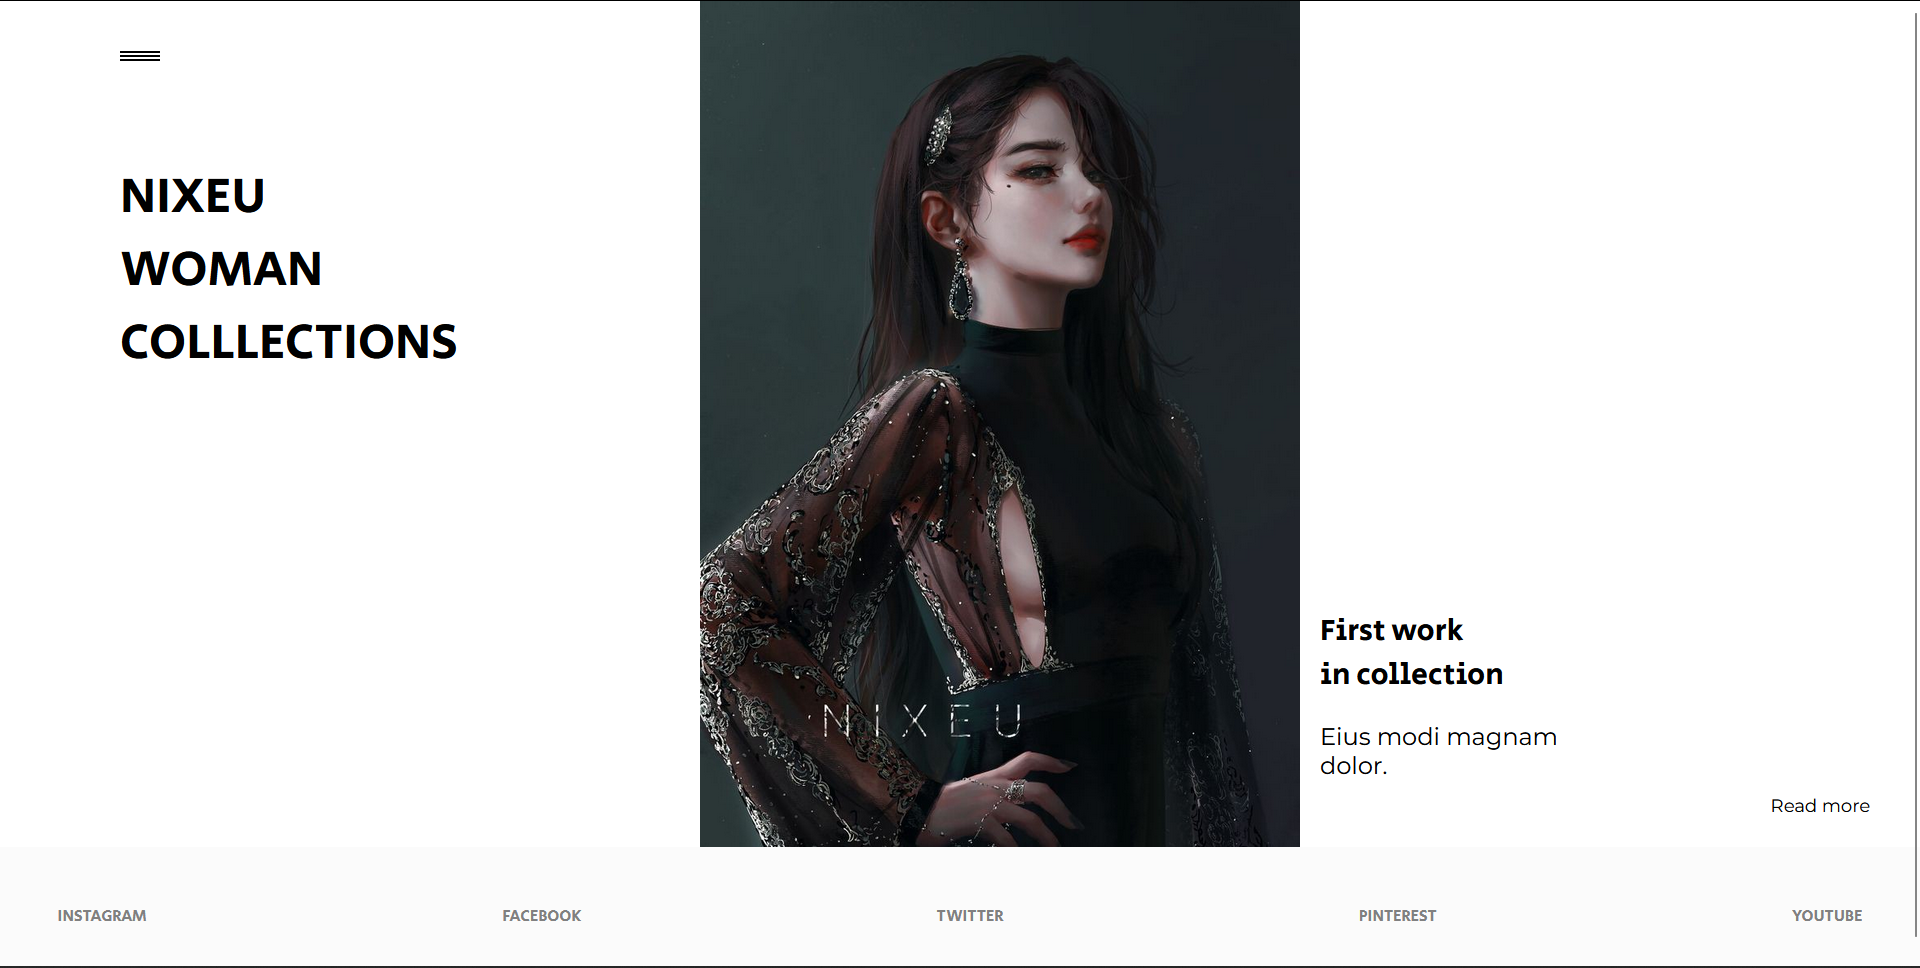 NIXEU
WOMAN
COLLLECTIONS
NIXEU
First work
in collection
Eius modi magnam
dolor.
Read more
INSTAGRAM
FACEBOOK
TWITTER
PINTEREST
YOUTUBE